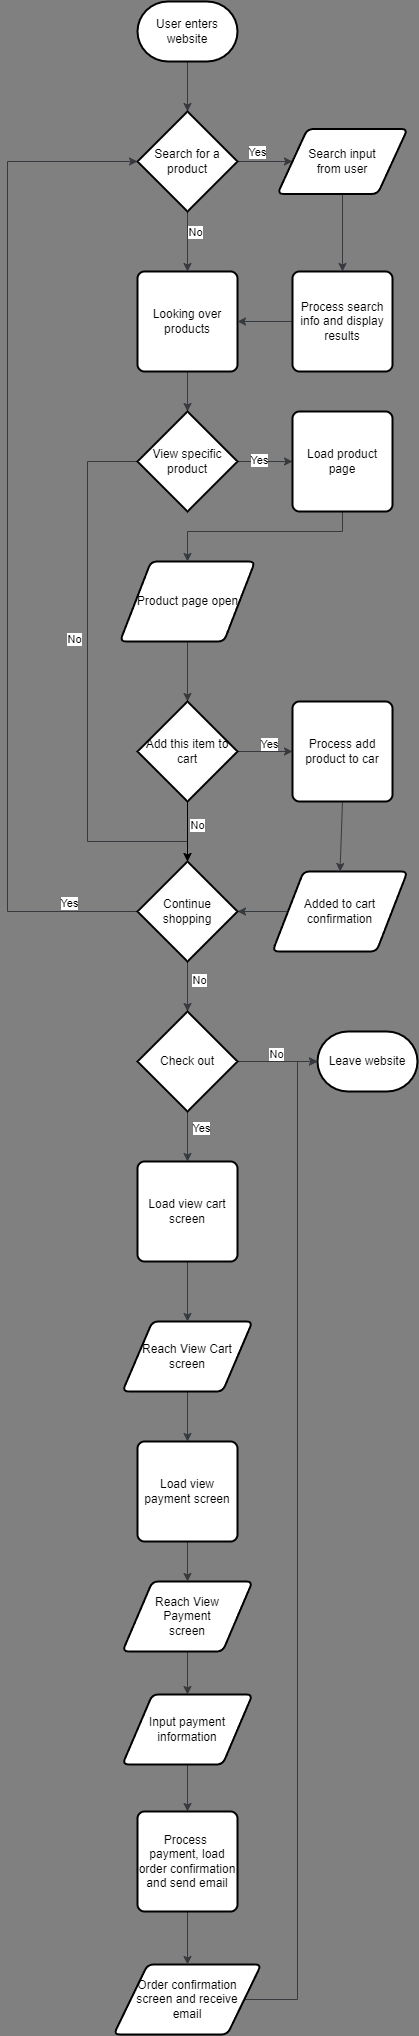 User enters
website
Search for a
product
Yes
Search input
from user
No
Looking over
products
Process search
info and display
results
View specific
product
Yes
Load product
page
Product page open
No
Add this item to
cart
Yes
Process add
product to car
No
Continue
shopping
Yes
Added to cart
confirmation
No
Check out
No
Leave website
Yes
Load view cart
screen
Reach View Cart
screen
Load view
payment screen
Reach View
Payment
screen
Input payment
information
Process
payment, load
order confirmation
and send email
Order confirmation
screen and receive
email